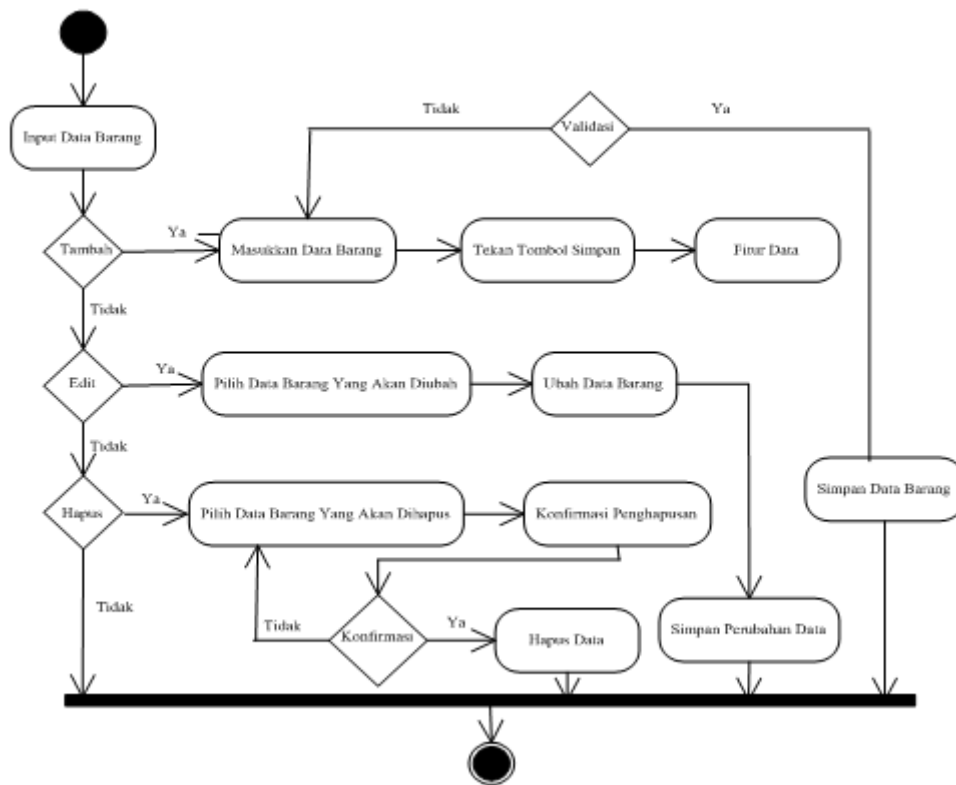 Tidak
Ya
Validasi
Input Data Barang
Ya
Tambah
Masukkan Data Barang
Tekan Tombol Simpan
Fitur Data
Tidak
Ya
Edit
Pilih Data Barang Yang Akan Diubah
Ubah Data Barang
Tidak
Ya
Hapus
Pilih Data Barang Yang Akan Dihapus
Konfirmasi Penghapusan
Simpan Data Barang
Tidak
Tidak
Konfirmasi
Ya
Hapus Data
Simpan Perubahan Data